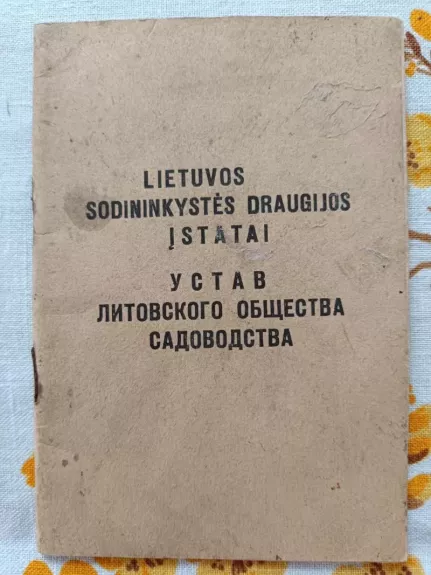 LIETUVOS
SODININKYSTĖS DRAUGIJOS
ĮSTATAI
УСТАВ
ЛИТОВСКОГО ОБЩЕСТВА
САДОВОДСТВА